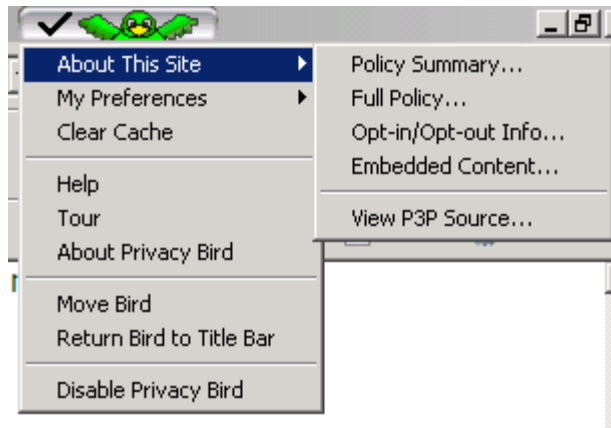 About This Site
My Preferences
Clear Cache
Help
Tour
About Privacy Bird
Move Bird
Return Bird to Title Bar
Disable Privacy Bird
Policy Summary...
Full Policy...
Opt-in/Opt-out Info...
Embedded Content...
View P3P Source...